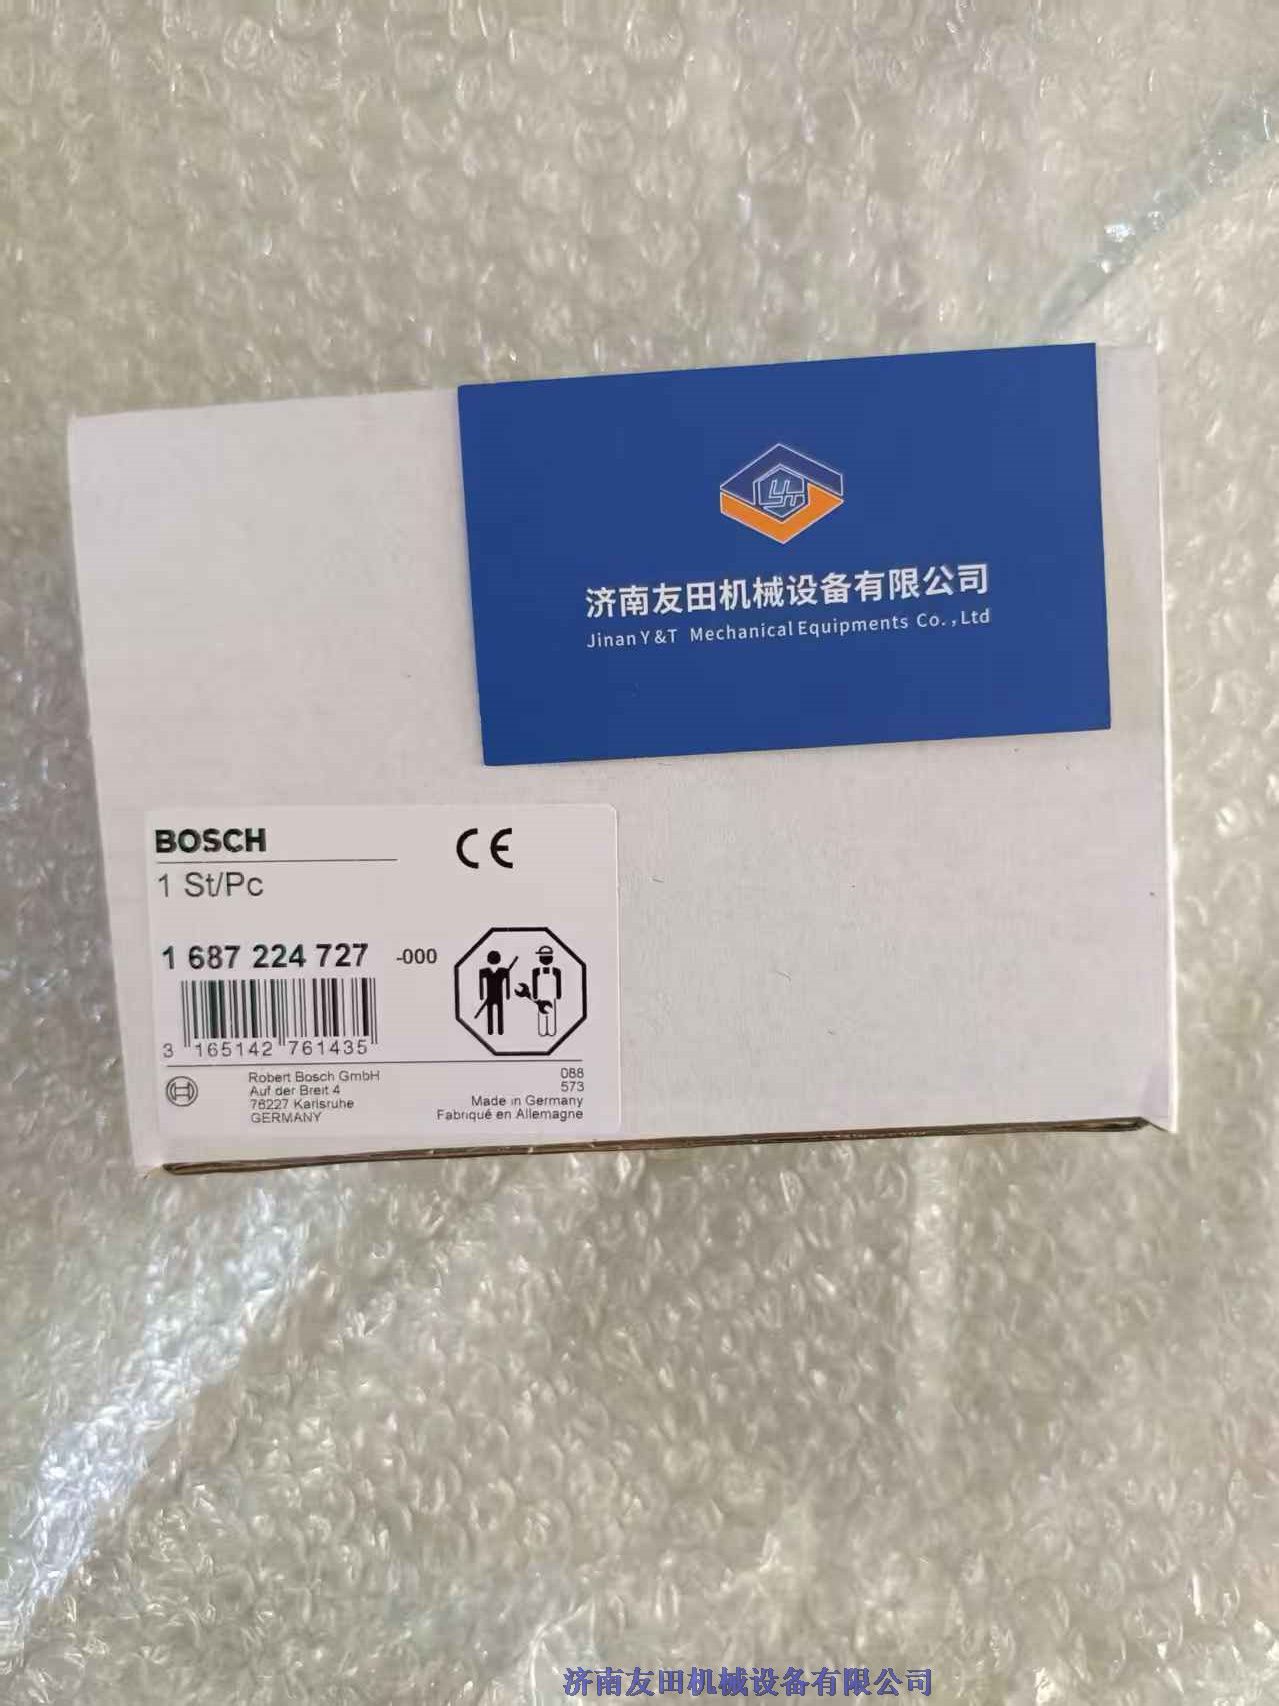 济南友田机械设备有限公司
Jinan Y&T Mechanical Equipments Co.,Ltd
BOSCH
CE
1 St/Pc
1 687 224 727 -000
3 165142 761435
Robert Bosch GmbH
Auf der Breit 4
76227 Karlsruhe
GERMANY
088
573
Made in Germany
Fabriqué en Allemagne
济南友田机械设备有限公司